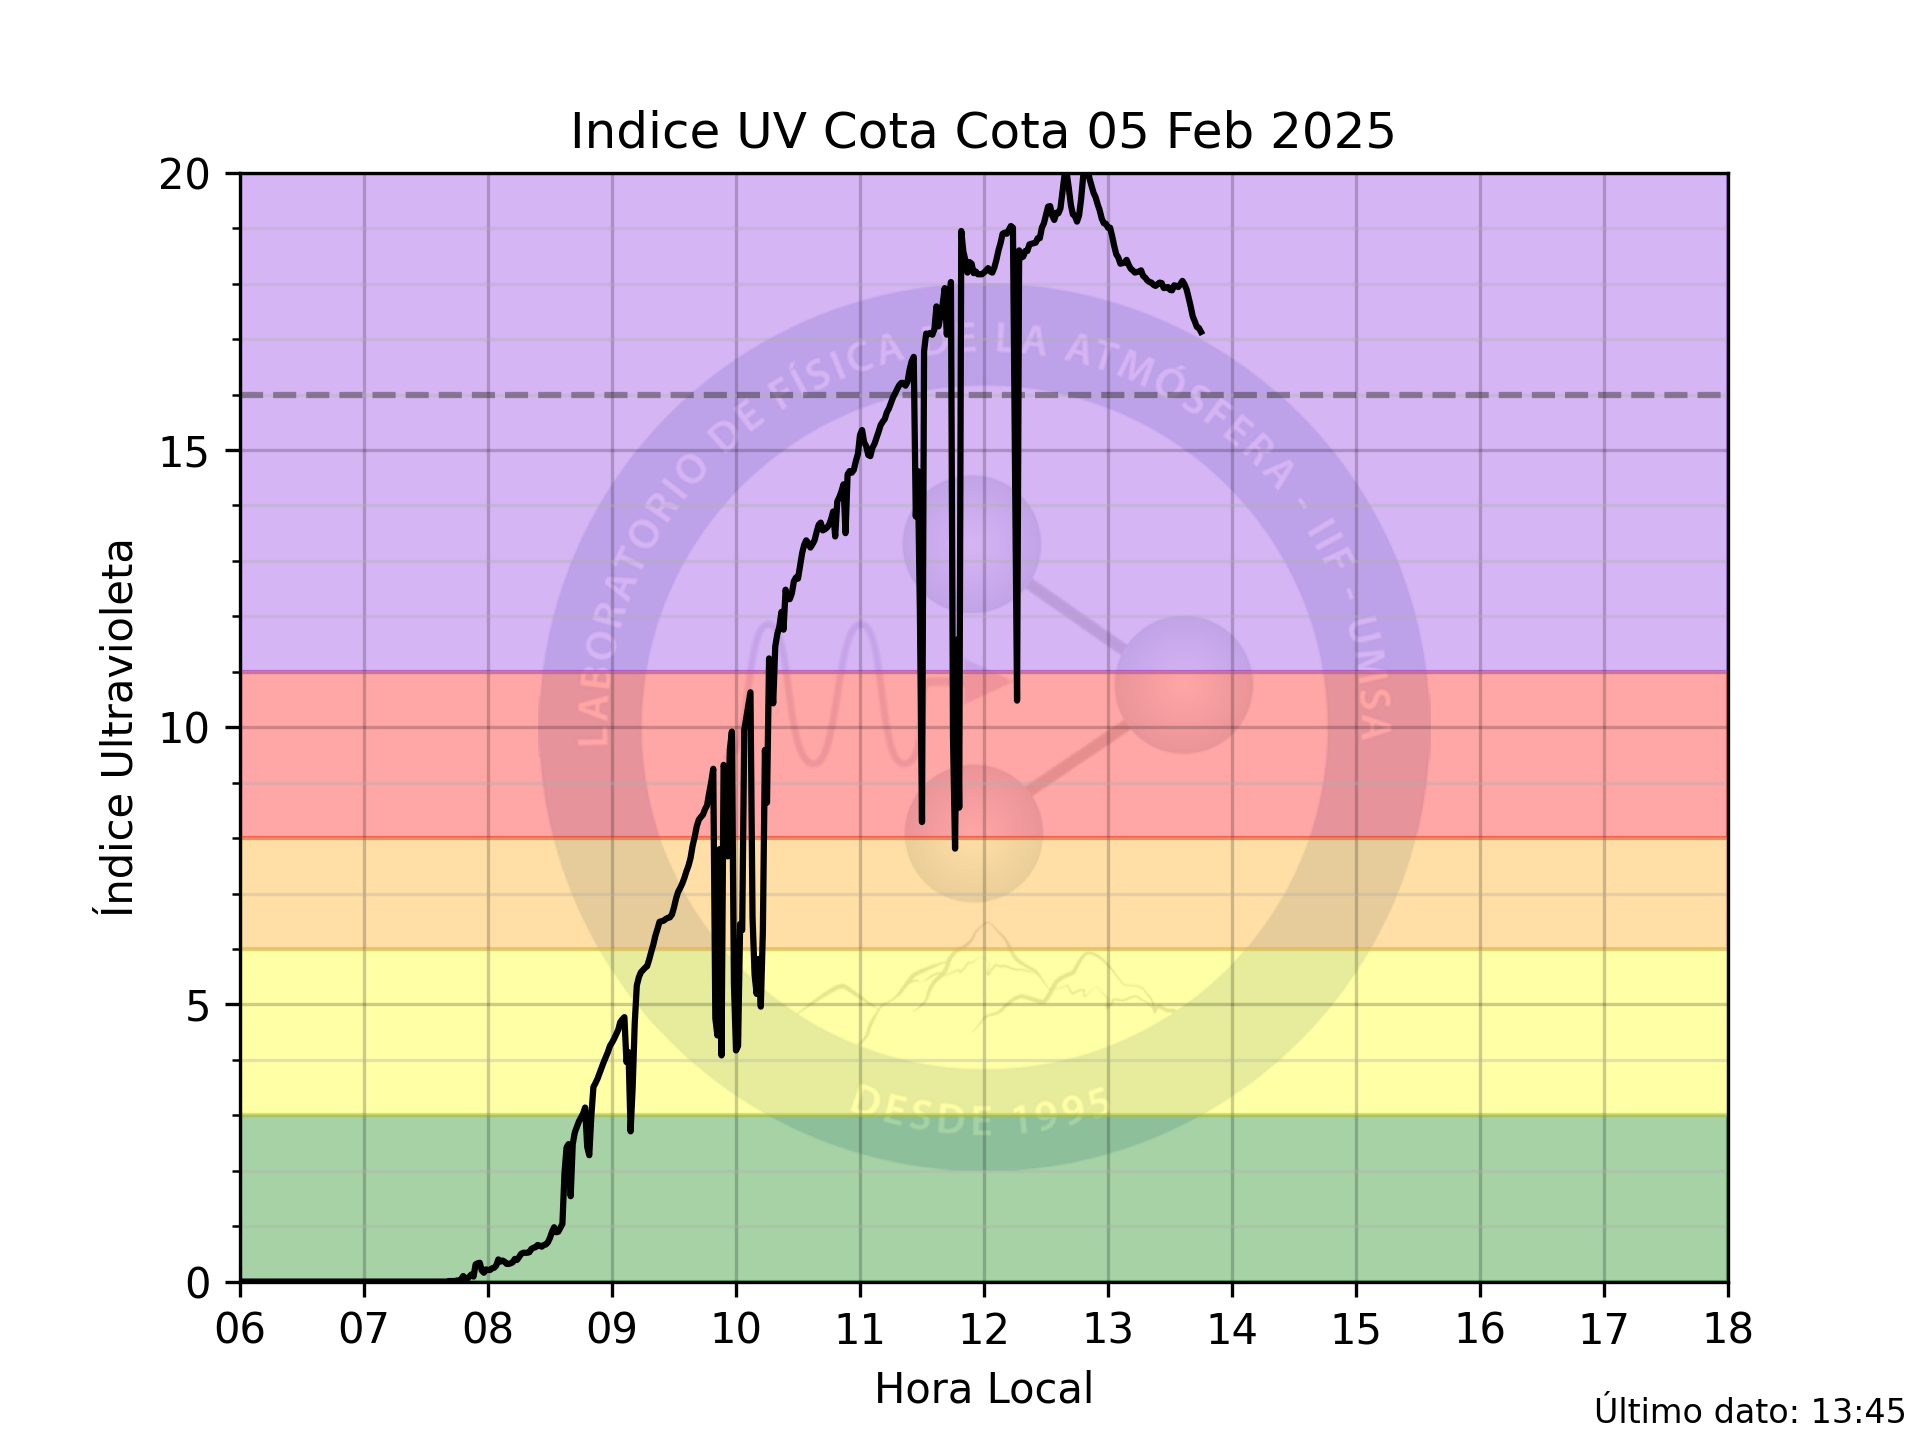 Indice UV Cota Cota 05 Feb 2025
20
15
10
5
0
Índice Ultravioleta
06 07 08 09 10 11 12 13 14 15 16 17 18
Hora Local
Último dato: 13:45
LABORATORIO DE FÍSICA DE LA ATMÓSFERA - IIF - UMSA
DESDE 1995